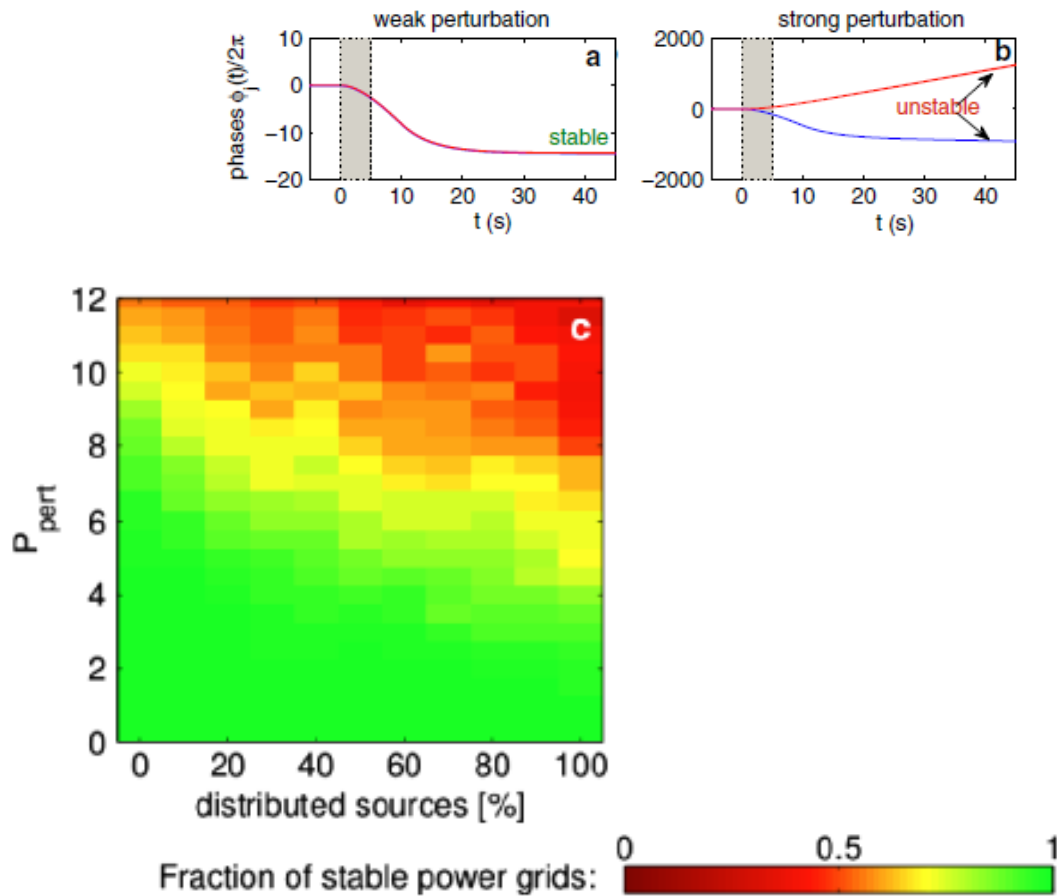 weak perturbation
strong perturbation
phases ϕj(t)/2π
10
0
−10
−20
a
stable
0 10 20 30 40
t (s)
2000
0
−2000
b
unstable
0 10 20 30 40
t (s)
P pert
12
10
8
6
4
2
0
c
0 20 40 60 80 100
distributed sources [%]
0 0.5 1
Fraction of stable power grids: